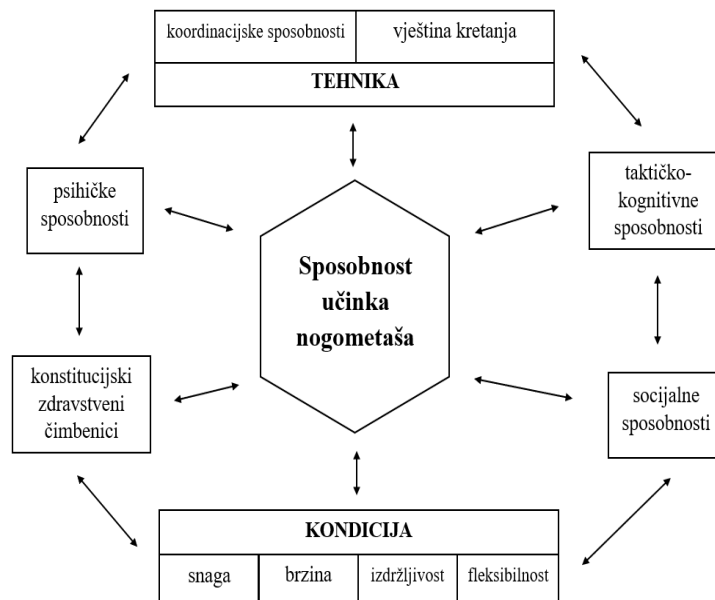 koordinacijske sposobnosti
vještina kretanja
TEHNIKA
psihičke
sposobnosti
taktičko-
kognitivne
sposobnosti
Sposobnost
učinka
nogometaša
konstitucijski
zdravstveni
čimbenici
socijalne
sposobnosti
KONDICIJA
snaga
brzina
izdržljivost
fleksibilnost